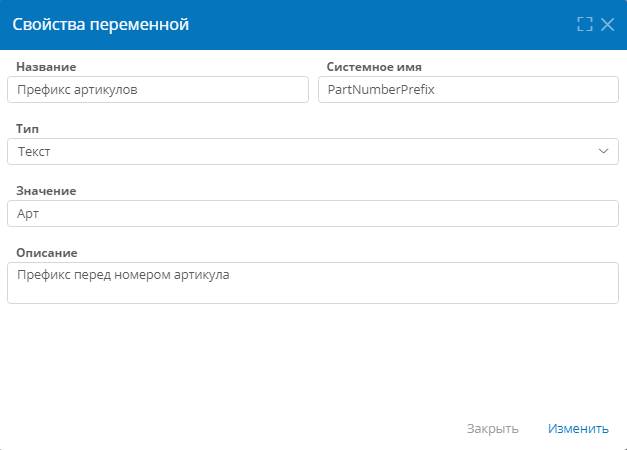 Свойства переменной
Название
Системное имя
Префикс артикулов
PartNumberPrefix
Тип
Текст
Значение
Арт
Описание
Префикс перед номером артикула
Закрыть
Изменить